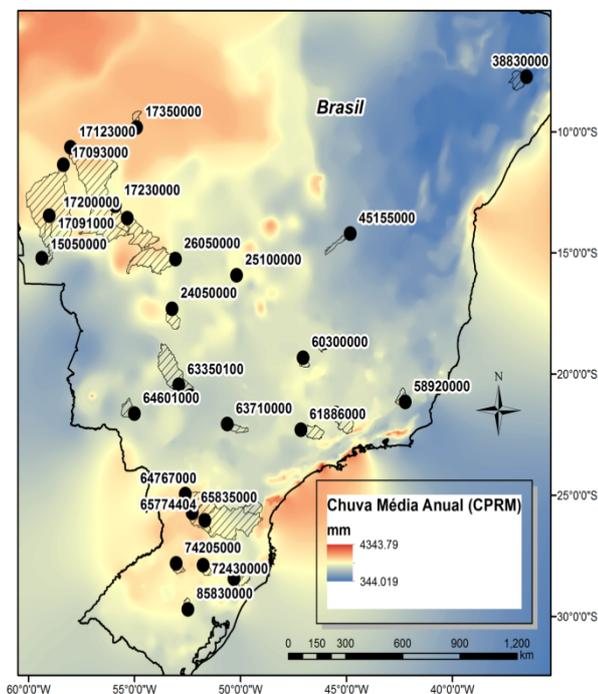 38830000
Brasil
17350000
17123000
10°0'0"S
17093000
17230000
17200000
17091000
45155000
15050000
26050000
25100000
15°0'0"S
24050000
60300000
20°0'0"S
63350100
58920000
64601000
63710000
61886000
N
64767000
65774404
65835000
25°0'0"S
Chuva Média Anual (CPRM)
mm
4343.79
344.019
74205000
72430000
85830000
30°0'0"S
0 150 300 600 900 1,200
km
60°0'0"W 55°0'0"W 50°0'0"W 45°0'0"W 40°0'0"W